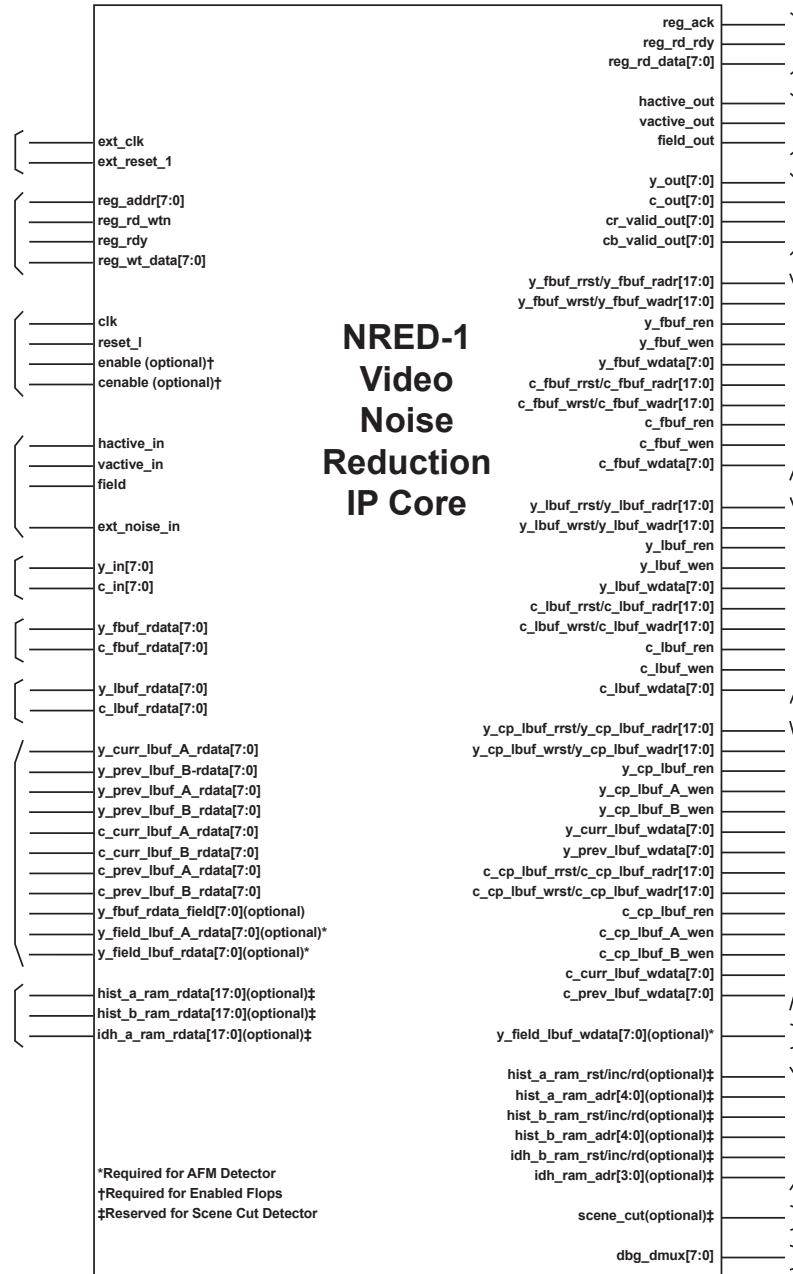 ext_clk
ext_reset_1
reg_addr[7:0]
reg_rd_wtn
reg_rdy
reg_wt_data[7:0]
clk
reset_l
enable (optional)†
cenable (optional)†
hactive_in
vactive_in
field
ext_noise_in
y_in[7:0]
c_in[7:0]
y_fbuf_rdata[7:0]
c_fbuf_rdata[7:0]
y_lbuf_rdata[7:0]
c_lbuf_rdata[7:0]
y_curr_lbuf_A_rdata[7:0]
y_prev_lbuf_B-rdata[7:0]
y_prev_lbuf_A_rdata[7:0]
y_prev_lbuf_B_rdata[7:0]
c_curr_lbuf_A_rdata[7:0]
c_curr_lbuf_B_rdata[7:0]
c_prev_lbuf_A_rdata[7:0]
c_prev_lbuf_B_rdata[7:0]
y_fbuf_rdata_field[7:0](optional)
y_field_lbuf_A_rdata[7:0](optional)*
y_field_lbuf_rdata[7:0](optional)*
hist_a_ram_rdata[17:0](optional)‡
hist_b_ram_rdata[17:0](optional)‡
idh_a_ram_rdata[17:0](optional)‡
*Required for AFM Detector
†Required for Enabled Flops
‡Reserved for Scene Cut Detector
NRED-1
Video
Noise
Reduction
IP Core
reg_ack
reg_rd_rdy
reg_rd_data[7:0]
hactive_out
vactive_out
field_out
y_out[7:0]
c_out[7:0]
cr_valid_out[7:0]
cb_valid_out[7:0]
y_fbuf_rrst/y_fbuf_radr[17:0]
y_fbuf_wrst/y_fbuf_wadr[17:0]
y_fbuf_ren
y_fbuf_wen
y_fbuf_wdata[7:0]
c_fbuf_rrst/c_fbuf_radr[17:0]
c_fbuf_wrst/c_fbuf_wadr[17:0]
c_fbuf_ren
c_fbuf_wen
c_fbuf_wdata[7:0]
y_lbuf_rrst/y_lbuf_radr[17:0]
y_lbuf_wrst/y_lbuf_wadr[17:0]
y_lbuf_ren
y_lbuf_wen
y_lbuf_wdata[7:0]
c_lbuf_rrst/c_lbuf_radr[17:0]
c_lbuf_wrst/c_lbuf_wadr[17:0]
c_lbuf_ren
c_lbuf_wen
c_lbuf_wdata[7:0]
y_cp_lbuf_rrst/y_cp_lbuf_radr[17:0]
y_cp_lbuf_wrst/y_cp_lbuf_wadr[17:0]
y_cp_lbuf_ren
y_cp_lbuf_A_wen
y_cp_lbuf_B_wen
y_curr_lbuf_wdata[7:0]
y_prev_lbuf_wdata[7:0]
c_cp_lbuf_rrst/c_cp_lbuf_radr[17:0]
c_cp_lbuf_wrst/c_cp_lbuf_wadr[17:0]
c_cp_lbuf_ren
c_cp_lbuf_A_wen
c_cp_lbuf_B_wen
c_curr_lbuf_wdata[7:0]
c_prev_lbuf_wdata[7:0]
y_field_lbuf_wdata[7:0](optional)*
hist_a_ram_rst/inc/rd(optional)‡
hist_a_ram_adr[4:0](optional)‡
hist_b_ram_rst/inc/rd(optional)‡
hist_b_ram_adr[4:0](optional)‡
idh_b_ram_rst/inc/rd(optional)‡
idh_ram_adr[3:0](optional)‡
scene_cut(optional)‡
dbg_dmux[7:0]